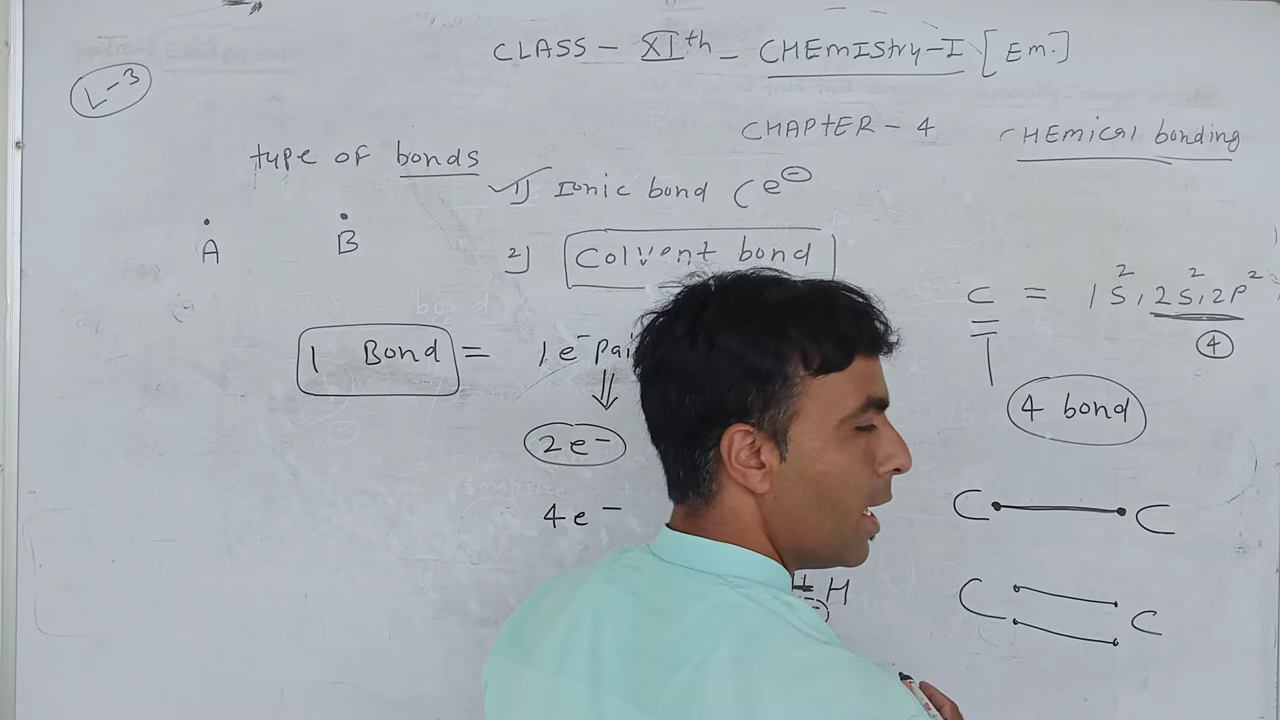 CLASS - XIth - CHEmIStry-I [Em.]
L-3
CHAPtER - 4 CHEmical bonding
type of bonds
1) Ionic bond (e⊖
A B
2) Colvent bond
C = 1S², 2S², 2P²
4
1 Bond = 1e⁻ Pai
4 bond
2e⁻
4e⁻
C C
H
C C